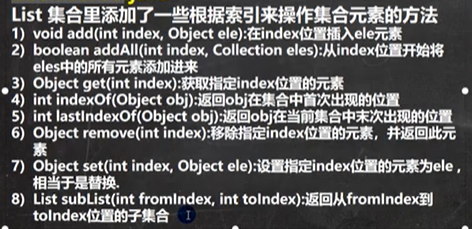 List 集合里添加了一些根据索引来操作集合元素的方法
1) void add(int index, Object ele):在index位置插入ele元素
2) boolean addAll(int index, Collection eles):从index位置开始将
eles中的所有元素添加进来
3) Object get(int index):获取指定index位置的元素
4) int indexOf(Object obj):返回obj在集合中首次出现的位置
5) int lastIndexOf(Object obj):返回obj在当前集合中末次出现的位置
6) Object remove(int index):移除指定index位置的元素，并返回此元
素
7) Object set(int index, Object ele):设置指定index位置的元素为ele ,
相当于是替换.
8) List subList(int fromIndex, int toIndex):返回从fromIndex到
toIndex位置的子集合